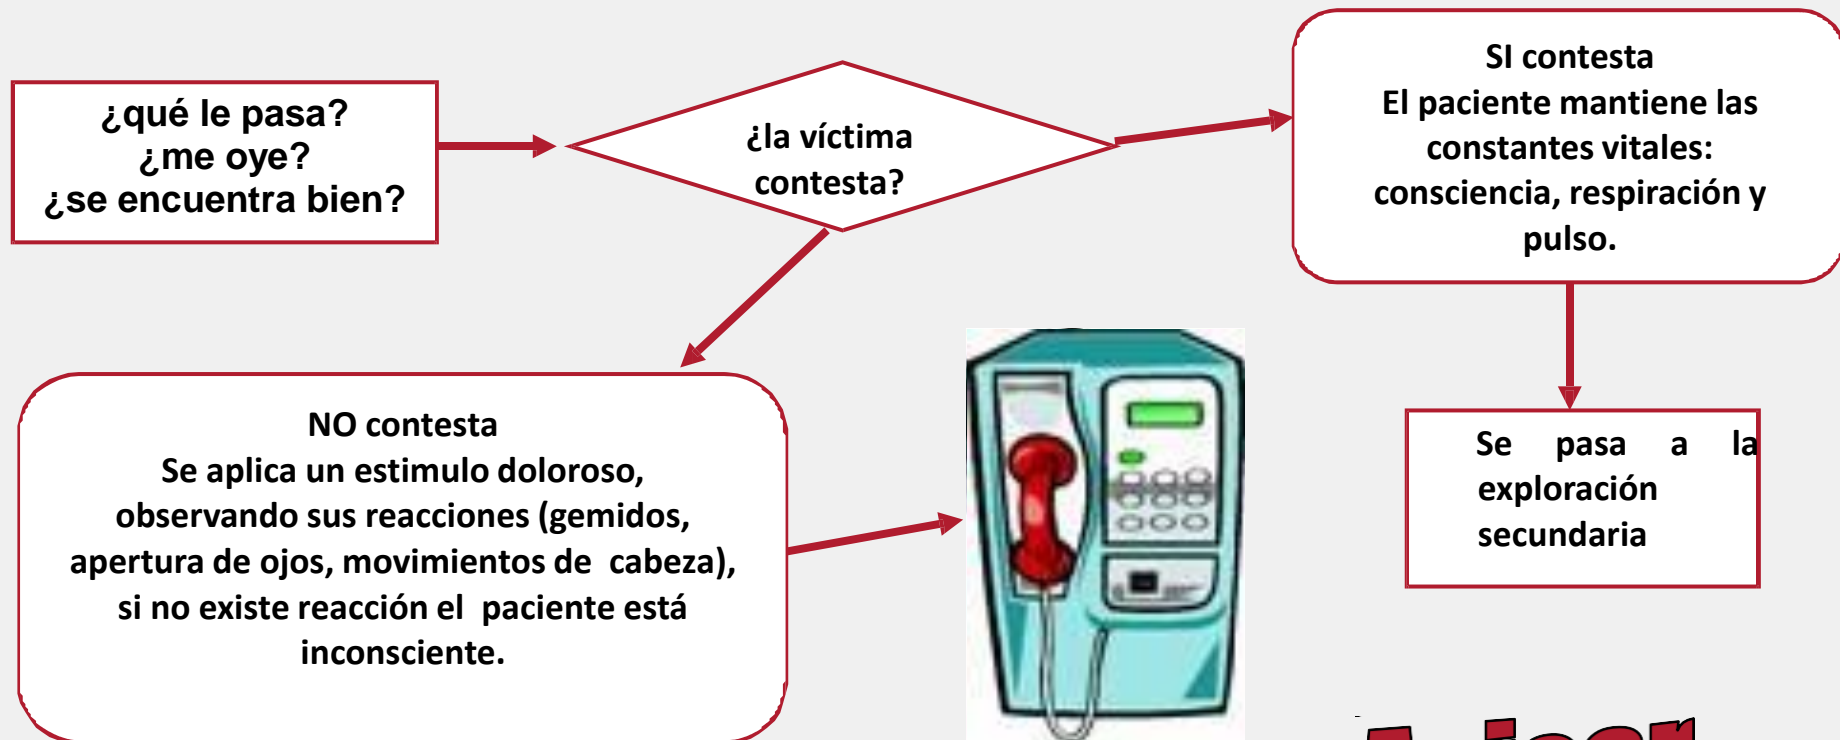 ¿qué le pasa?
¿me oye?
¿se encuentra bien?
¿la víctima
contesta?
SI contesta
El paciente mantiene las
constantes vitales:
consciencia, respiración y
pulso.
NO contesta
Se aplica un estimulo doloroso,
observando sus reacciones (gemidos,
apertura de ojos, movimientos de cabeza),
si no existe reacción el paciente está
inconsciente.
Se pasa a la
exploración
secundaria